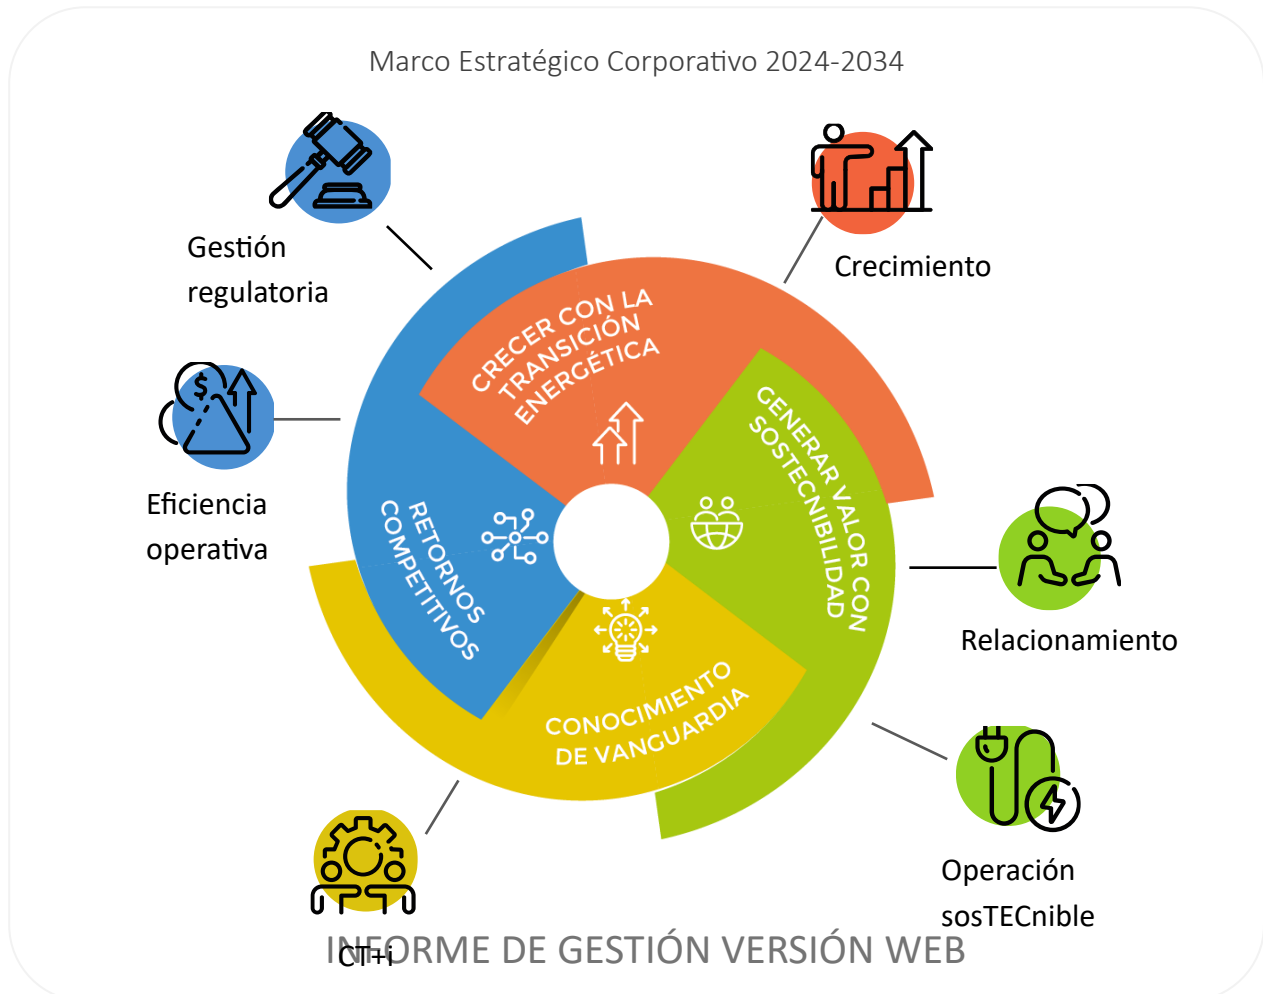 Marco Estratégico Corporativo 2024-2034
Gestión
regulatoria
Crecimiento
CRECER CON LA
TRANSICIÓN
ENERGÉTICA
GENERAR VALOR CON
SOSTECNIBILIDAD
Eficiencia
operativa
RETORNOS
COMPETITIVOS
$
Relacionamiento
CONOCIMIENTO
DE VANGUARDIA
Operación
sosTECnible
CT+i
INFORME DE GESTIÓN VERSIÓN WEB